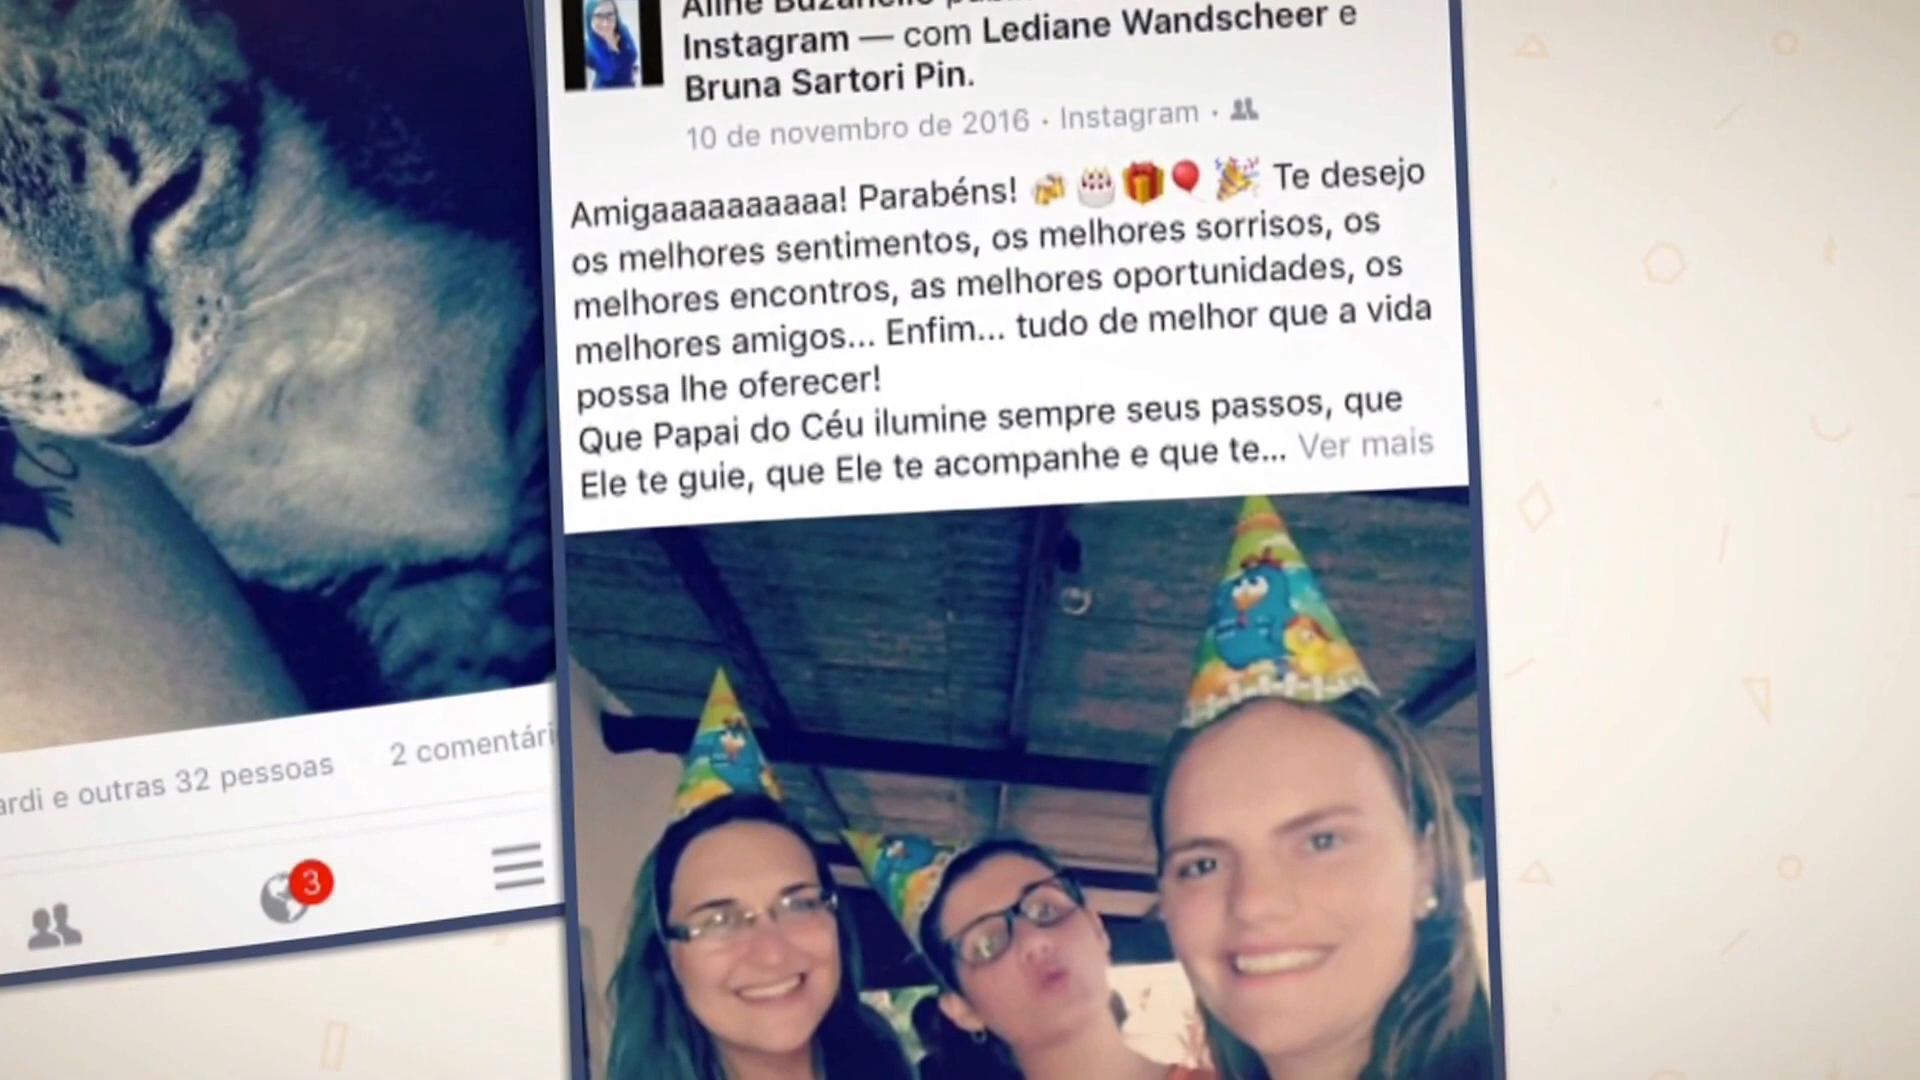 Aline Buzanello
Instagram — com Lediane Wandscheer e
Bruna Sartori Pin.
10 de novembro de 2016 · Instagram ·
Amigaaaaaaaaaaa! Parabéns! 🍻🎂🎁🎈🎉 Te desejo
os melhores sentimentos, os melhores sorrisos, os
melhores encontros, as melhores oportunidades, os
melhores amigos... Enfim... tudo de melhor que a vida
possa lhe oferecer!
Que Papai do Céu ilumine sempre seus passos, que
Ele te guie, que Ele te acompanhe e que te... Ver mais
e outras 32 pessoas
2 comentári
3